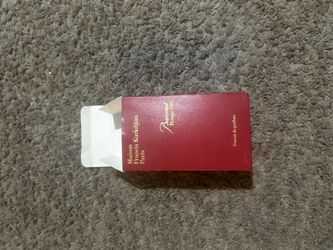 Maison
Francis Kurkdjian
Paris
Baccarat
Rouge 540
Extrait de parfum